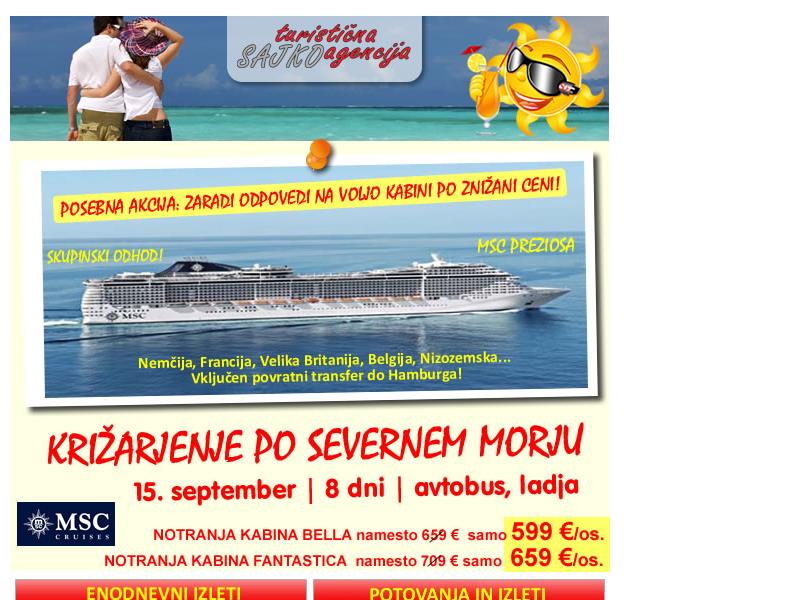 turistična
SAJKO agencija
POSEBNA AKCIJA: ZARADI ODPOVEDI NA VOLJO KABINI PO ZNIŽANI CENI!
SKUPINSKI ODHODI
MSC PREZIOSA
MSC
Nemčija, Francija, Velika Britanija, Belgija, Nizozemska...
Vključen povratni transfer do Hamburga!
KRIŽARJENJE PO SEVERNEM MORJU
15. september | 8 dni | avtobus, ladja
MSC
CRUISES
NOTRANJA KABINA BELLA namesto 659 € samo 599 €/os.
NOTRANJA KABINA FANTASTICA namesto 709 € samo 659 €/os.
ENODNEVNI IZLETI
POTOVANJA IN IZLETI